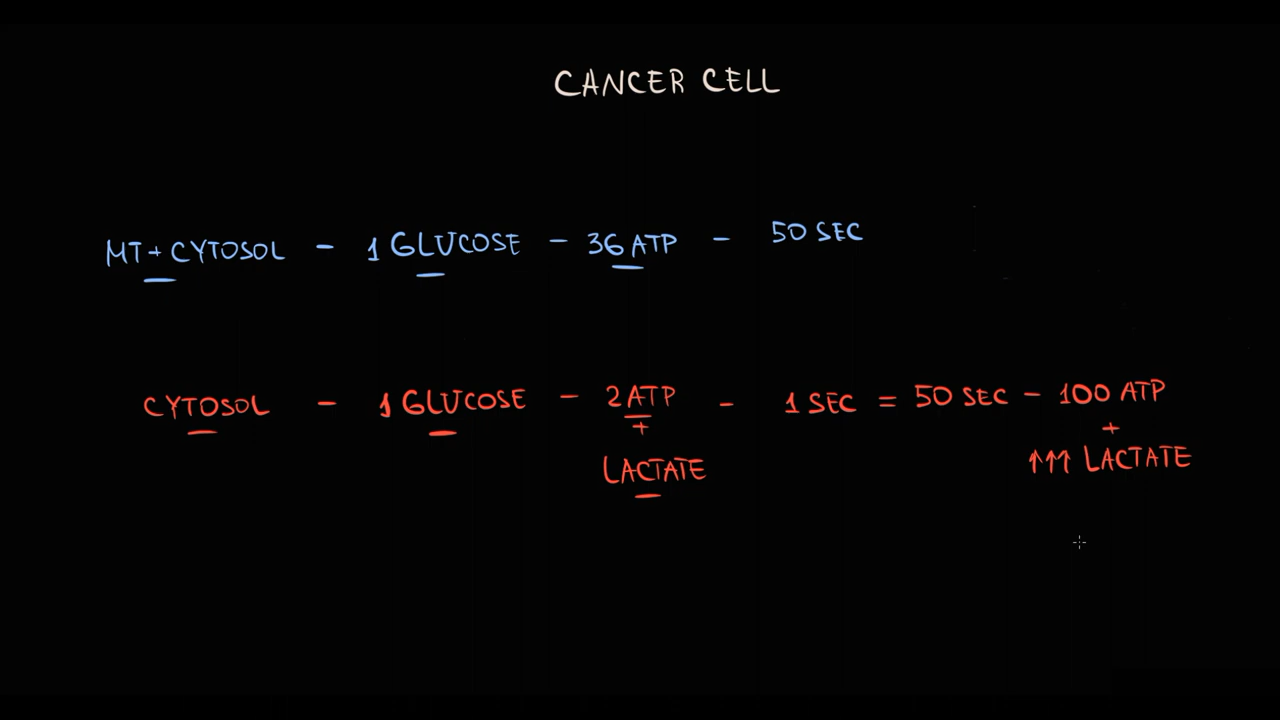 CANCER CELL
MT + CYTOSOL - 1 GLUCOSE - 36 ATP - 50 SEC
CYTOSOL - 1 GLUCOSE - 2 ATP - 1 SEC = 50 SEC - 100 ATP
+ +
LACTATE ↑↑↑ LACTATE